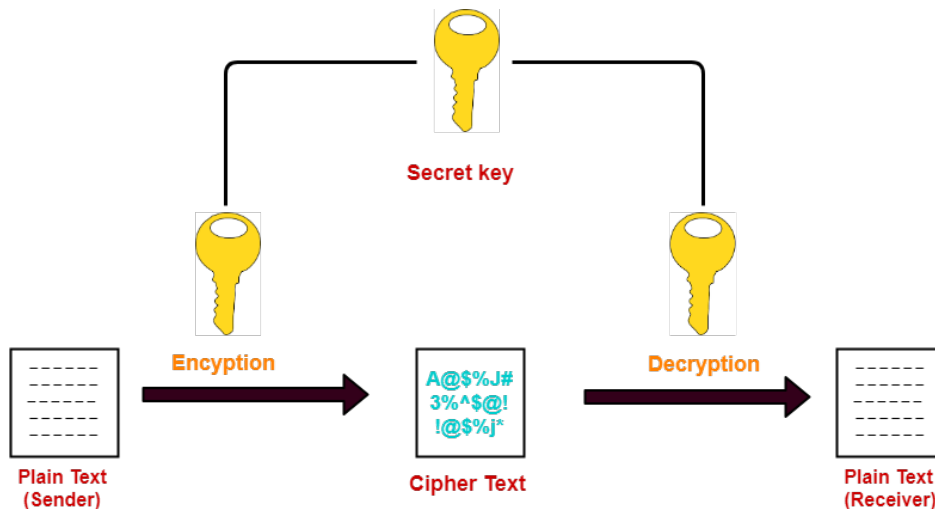 Secret key
Encyption
Decryption
A@$%J#
3%^$@!
!@$%j*
Plain Text
(Sender)
Cipher Text
Plain Text
(Receiver)